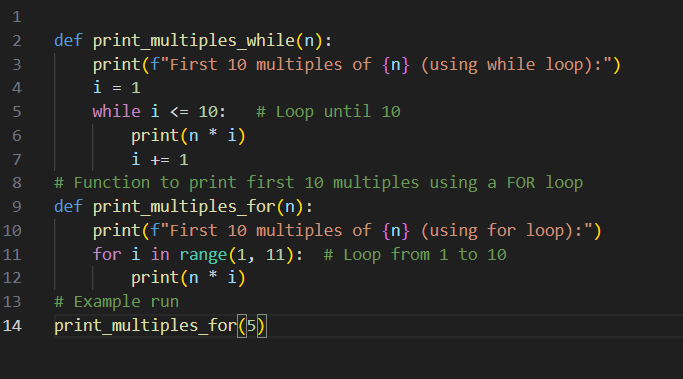 1
2 def print_multiples_while(n):
3     print(f"First 10 multiples of {n} (using while loop):")
4     i = 1
5     while i <= 10:   # Loop until 10
6         print(n * i)
7         i += 1
8 # Function to print first 10 multiples using a FOR loop
9 def print_multiples_for(n):
10     print(f"First 10 multiples of {n} (using for loop):")
11     for i in range(1, 11):  # Loop from 1 to 10
12         print(n * i)
13 # Example run
14 print_multiples_for(5)